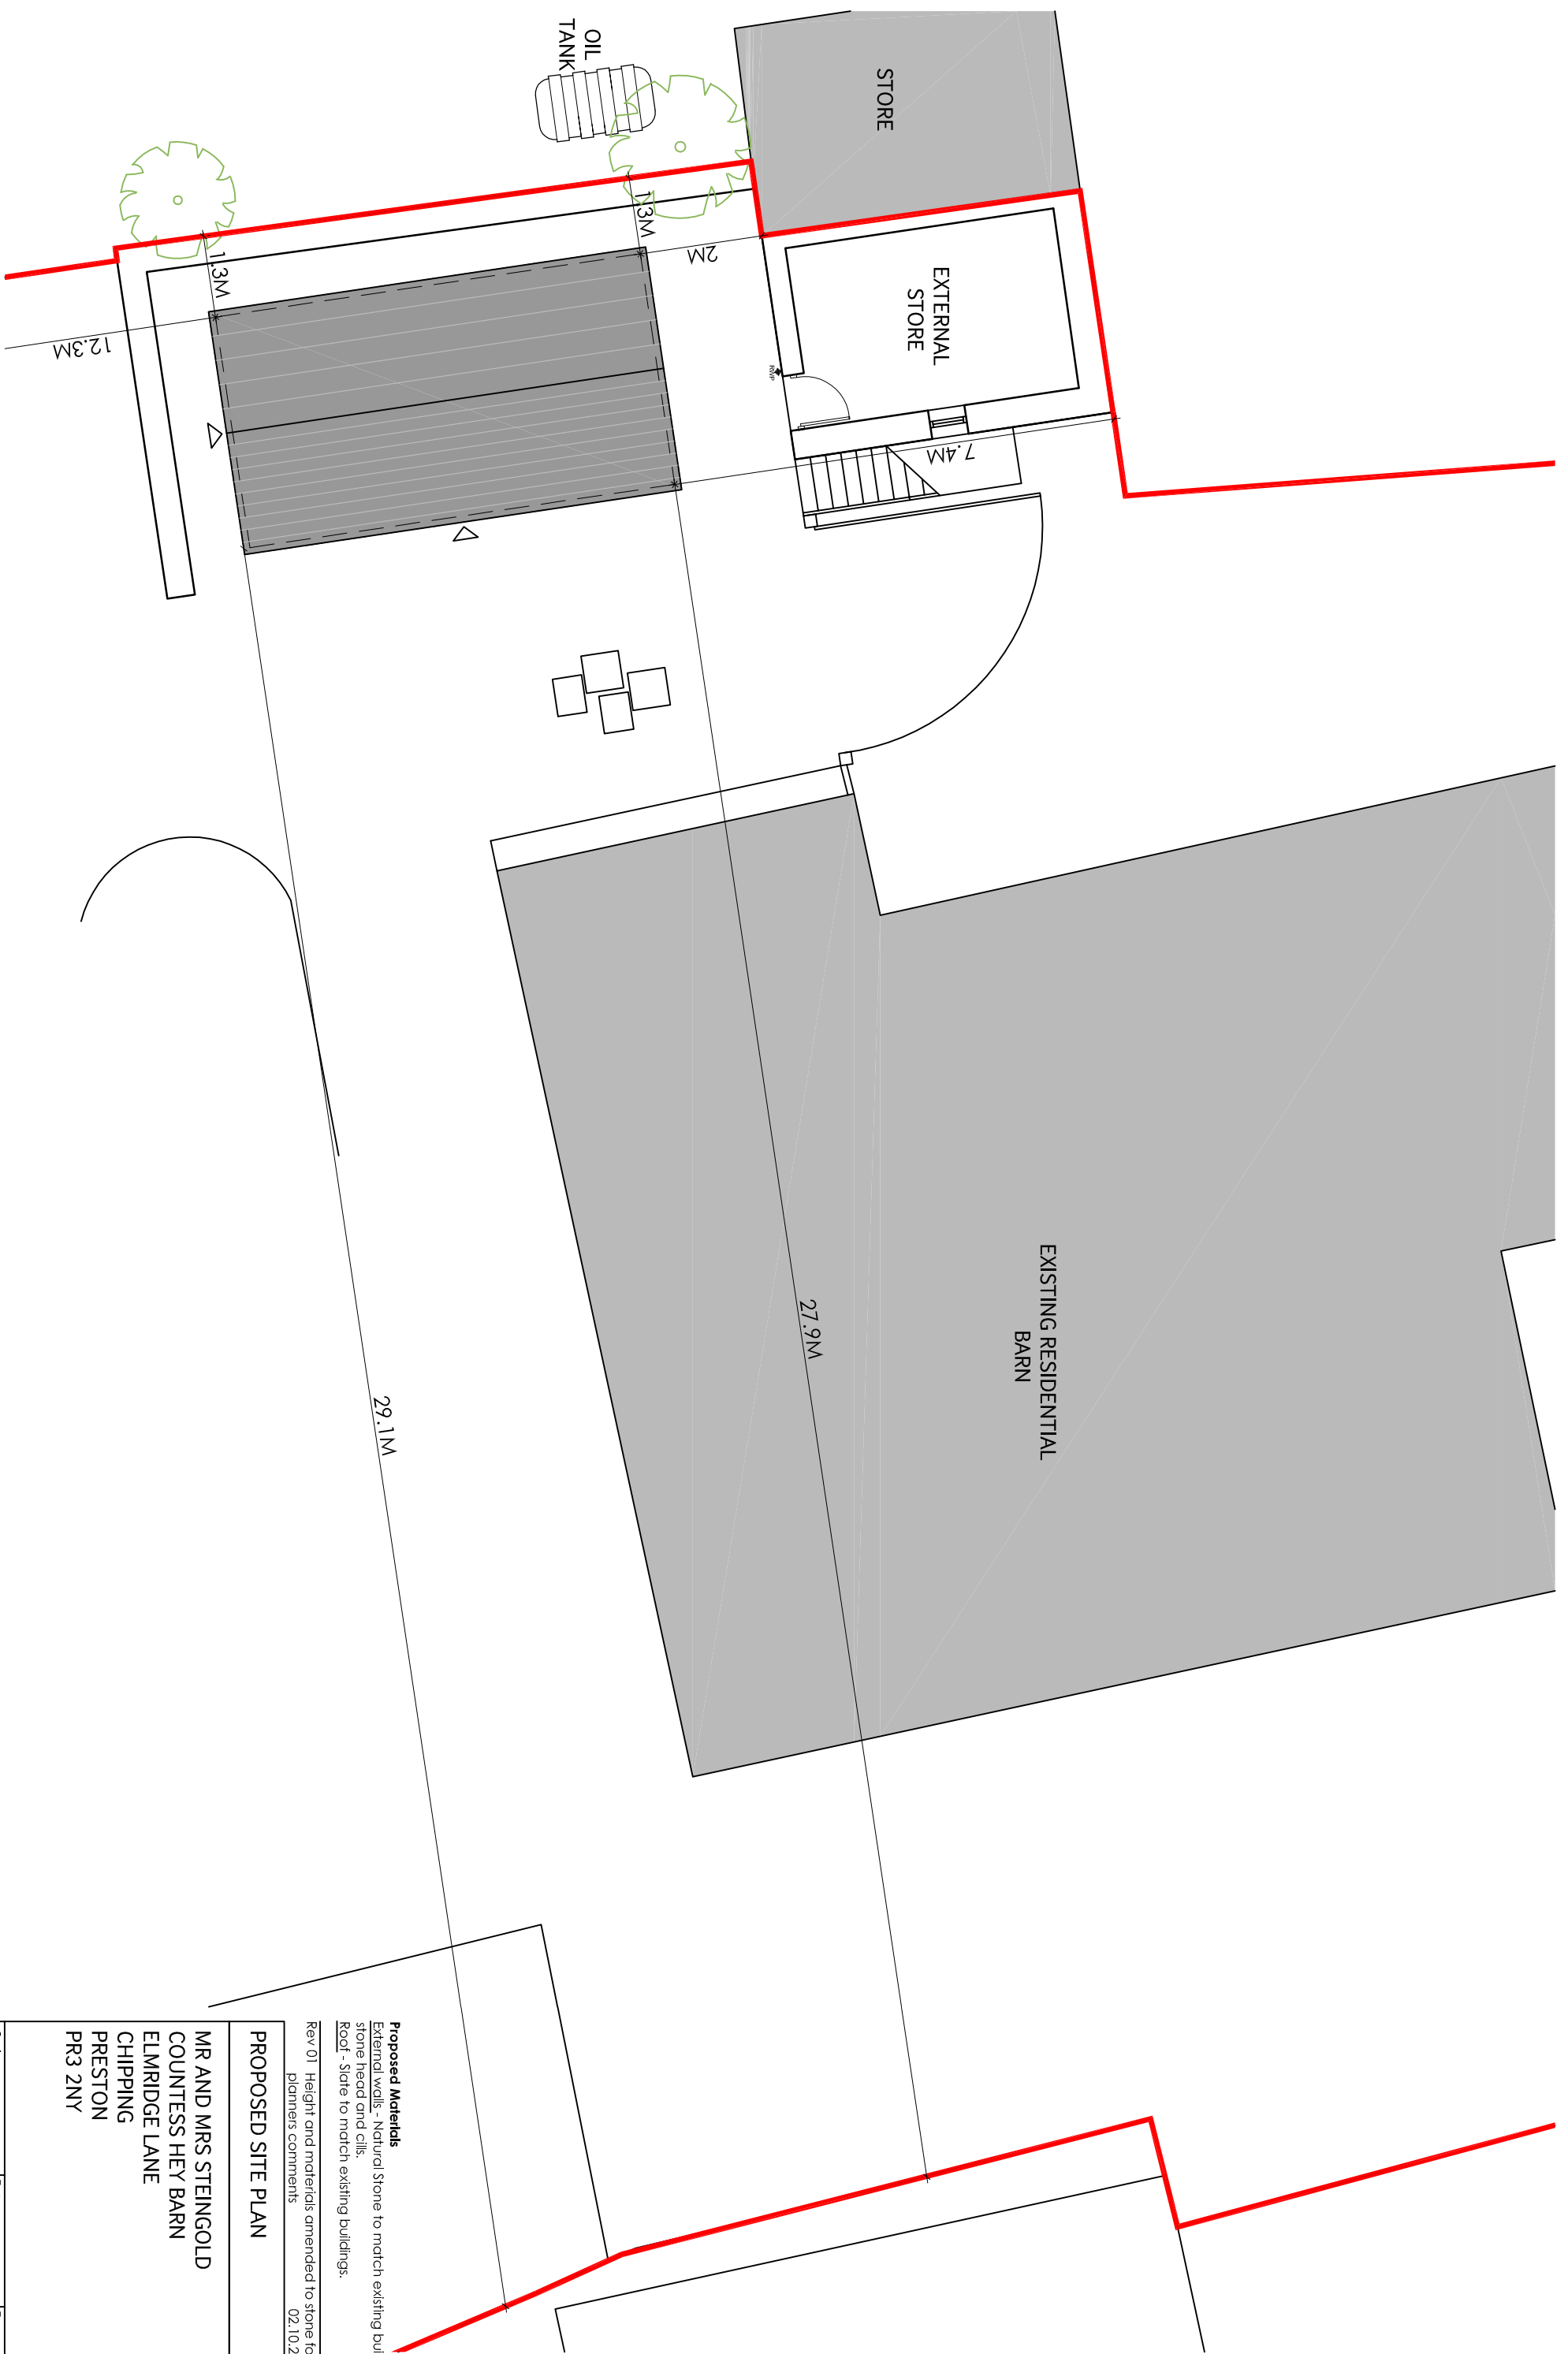 OIL
TANK
STORE
1.3M
1.3M
2M
EXTERNAL
STORE
RWP
12.3M
7.4M
27.9M
29.1M
EXISTING RESIDENTIAL
BARN
Proposed Materials
External walls - Natural Stone to match existing bui
stone head and cills.
Roof - Slate to match existing buildings.
Rev 01 Height and materials amended to stone fo
planners comments 02.10.2
PROPOSED SITE PLAN
MR AND MRS STEINGOLD
COUNTESS HEY BARN
ELMRIDGE LANE
CHIPPING
PRESTON
PR3 2NY